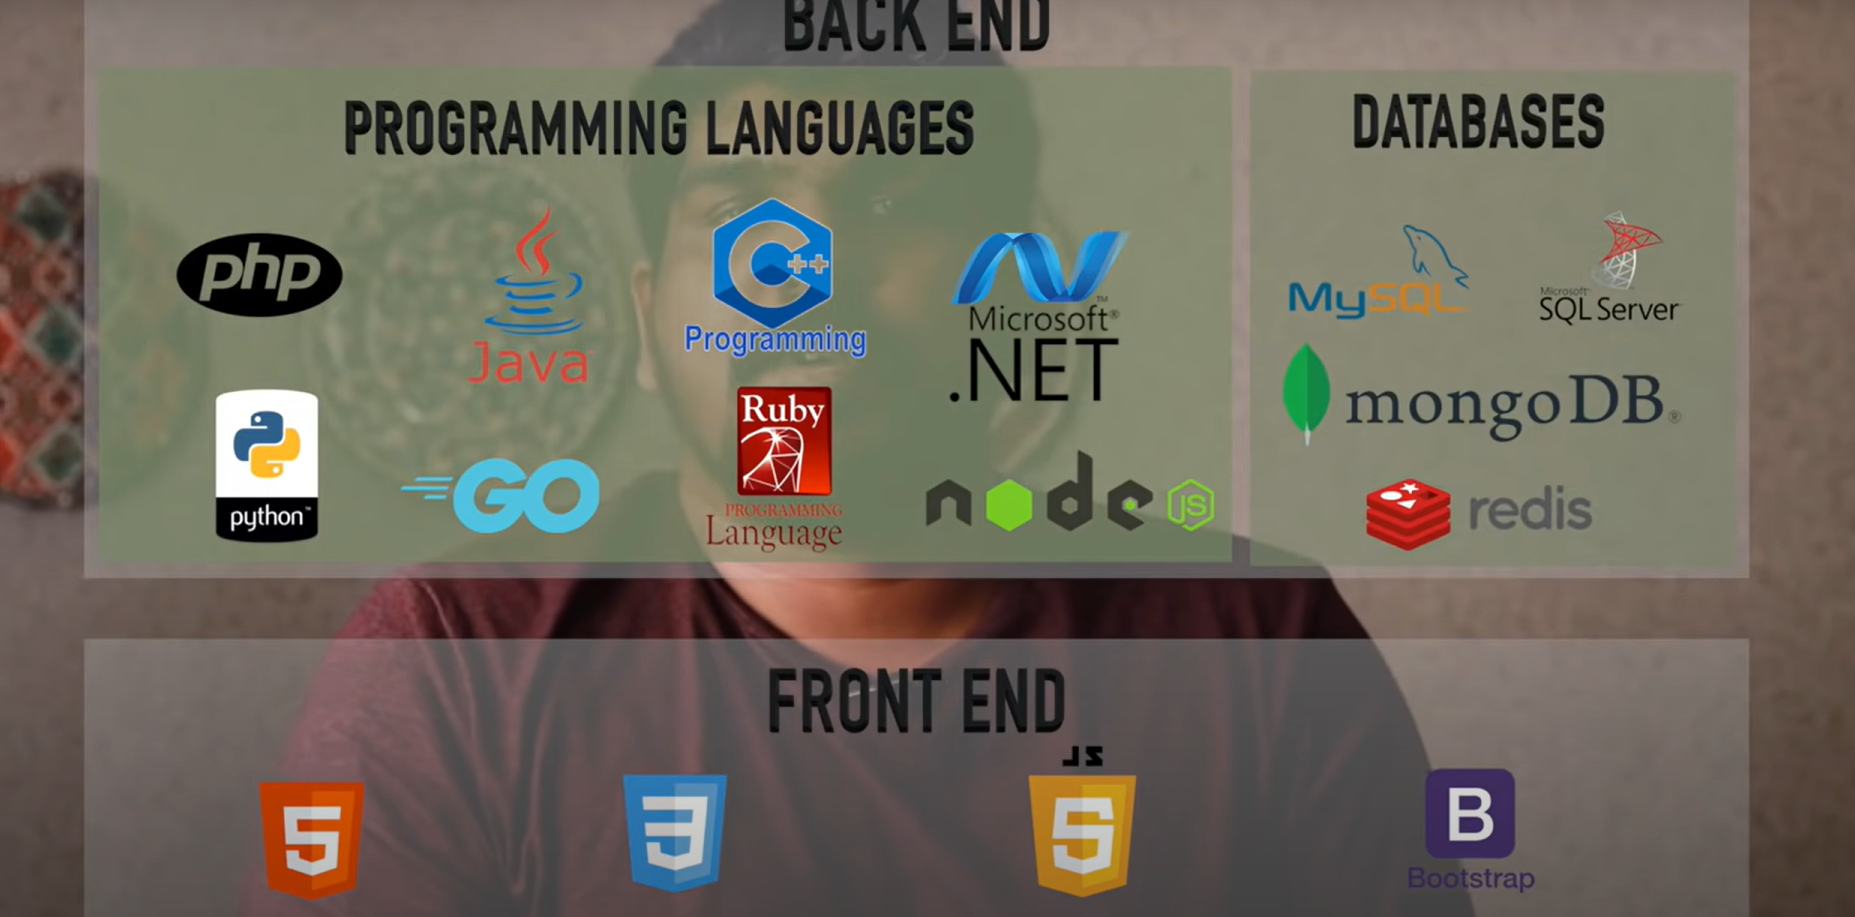 BACK END
PROGRAMMING LANGUAGES
DATABASES
php
Java
C++
Programming
Microsoft®
.NET™
MySQL
Microsoft®
SQL Server
mongoDB®
python™
GO
Ruby
PROGRAMMING
Language
node JS
redis
FRONT END
5
3
JS
5
B
Bootstrap